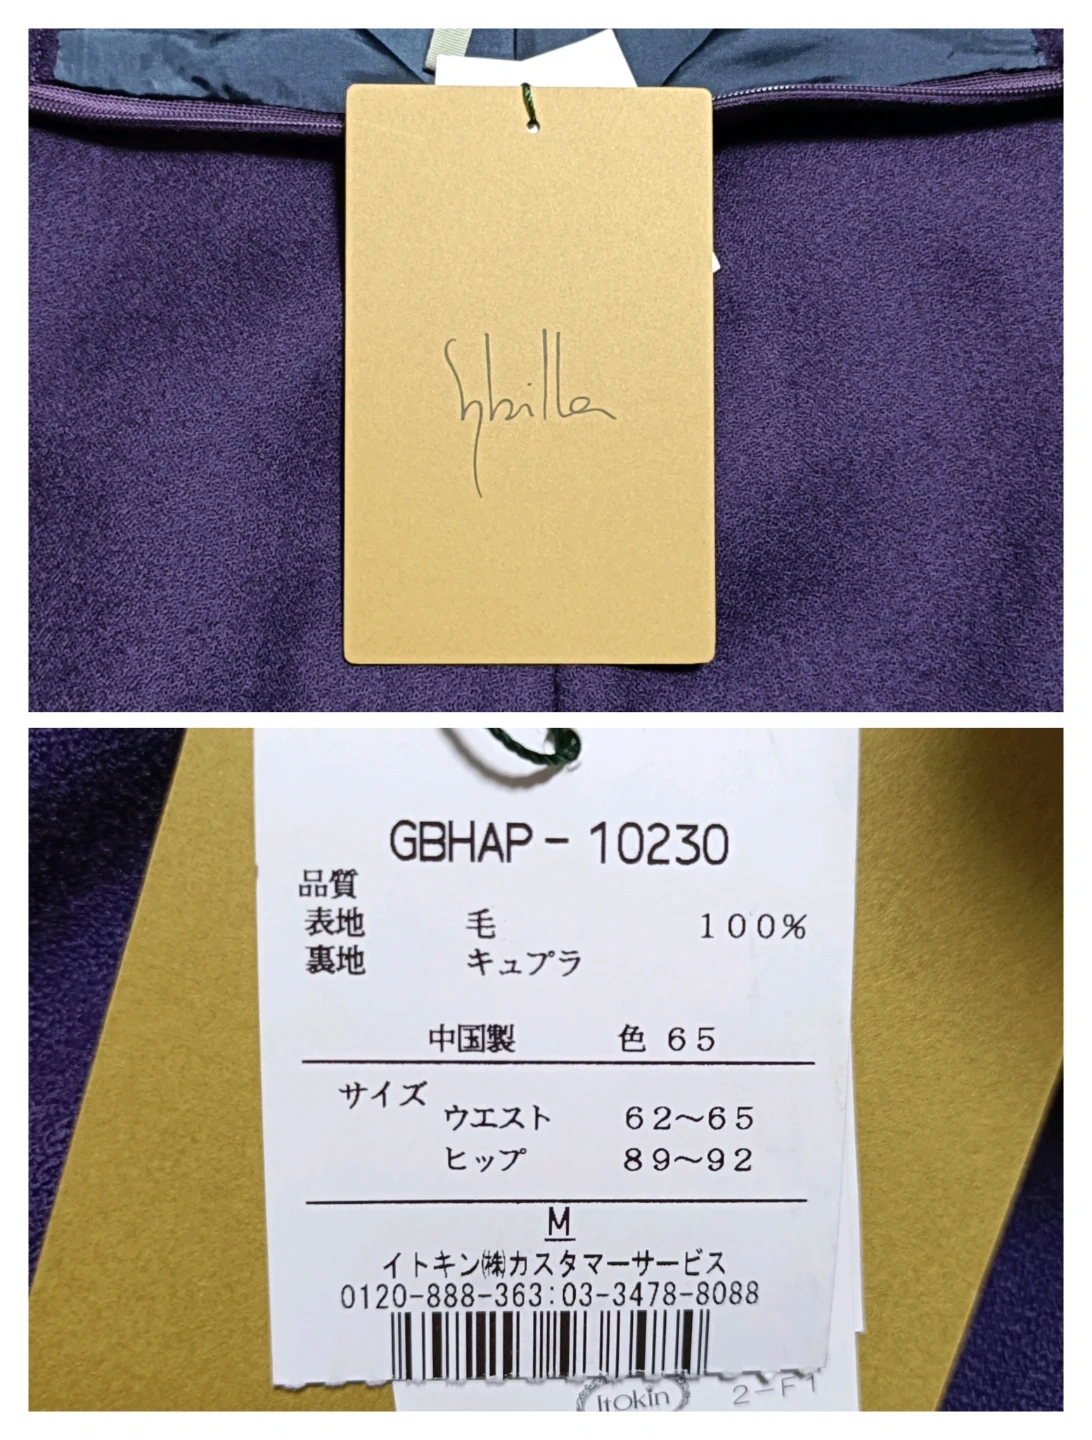 Sybilla
GBHAP-10230
品質
表地 毛 100%
裏地 キュプラ
中国製 色 65
サイズ
ウエスト 62〜65
ヒップ 89〜92
M
イトキン㈱カスタマーサービス
0120-888-363:03-3478-8088
Itokin 2-F1